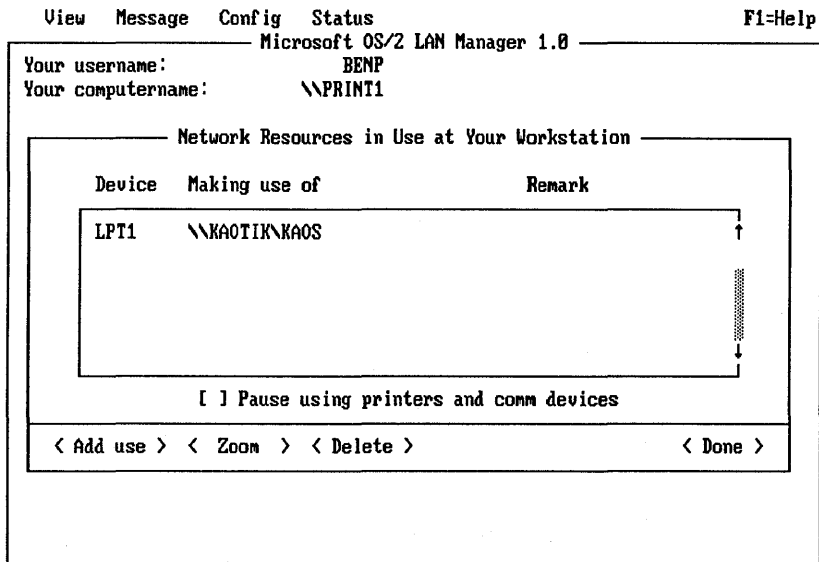 View Message Config Status F1=Help
Microsoft OS/2 LAN Manager 1.0
Your username: BENP
Your computername: \\PRINT1
Network Resources in Use at Your Workstation
Device Making use of Remark
LPT1 \\KAOTIK\KAOS
[ ] Pause using printers and comm devices
< Add use > < Zoom > < Delete > < Done >